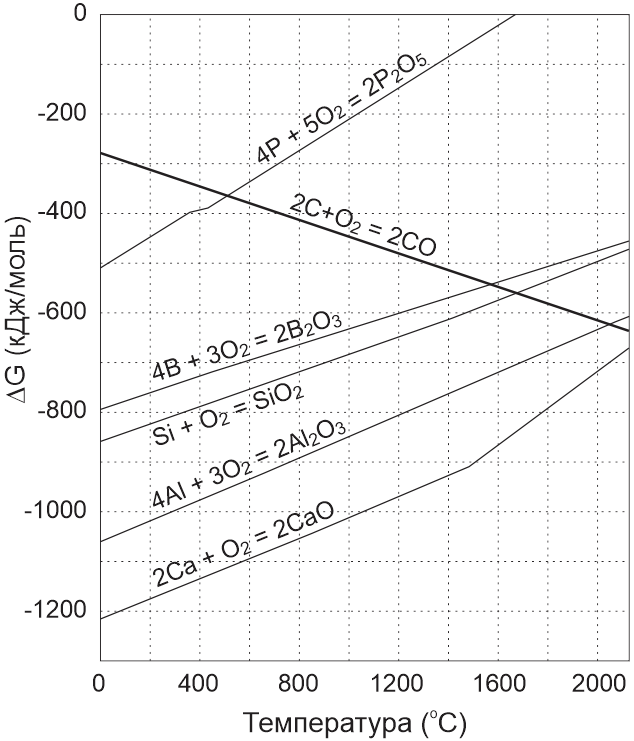 0
-200
-400
-600
-800
-1000
-1200
ΔG (кДж/моль)
4P + 5O₂ = 2P₂O₅
2C+O₂ = 2CO
4B + 3O₂ = 2B₂O₃
Si + O₂ = SiO₂
4Al + 3O₂ = 2Al₂O₃
2Ca + O₂ = 2CaO
0 400 800 1200 1600 2000
Температура (°C)